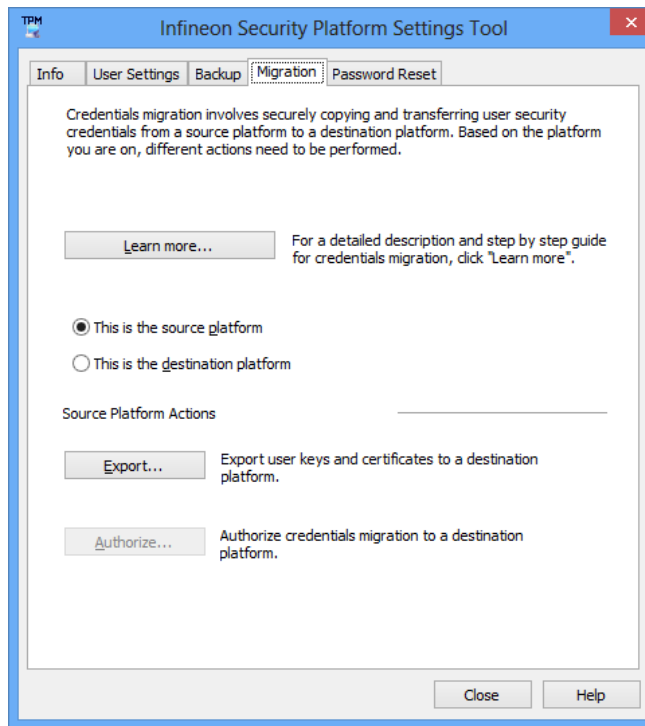 TPM
Infineon Security Platform Settings Tool
Info User Settings Backup Migration Password Reset
Credentials migration involves securely copying and transferring user security
credentials from a source platform to a destination platform. Based on the platform
you are on, different actions need to be performed.
Learn more...
For a detailed description and step by step guide
for credentials migration, click "Learn more".
This is the source platform
This is the destination platform
Source Platform Actions
Export...
Export user keys and certificates to a destination
platform.
Authorize...
Authorize credentials migration to a destination
platform.
Close Help